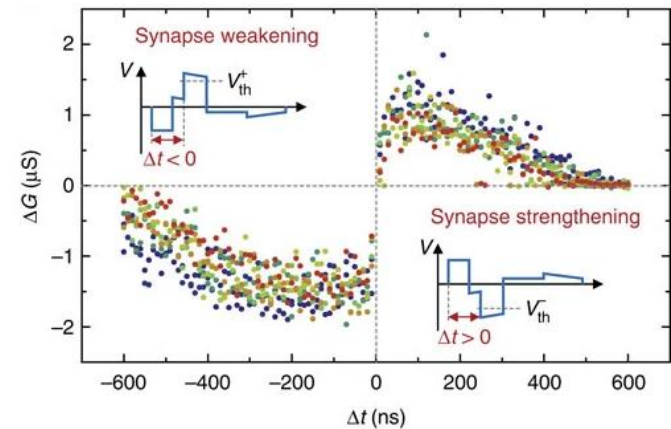 2
1
0
−1
−2
ΔG (μS)
Synapse weakening
V
V⁺th
Δt < 0
Synapse strengthening
V
V⁻th
Δt > 0
−600
−400
−200
0
200
400
600
Δt (ns)